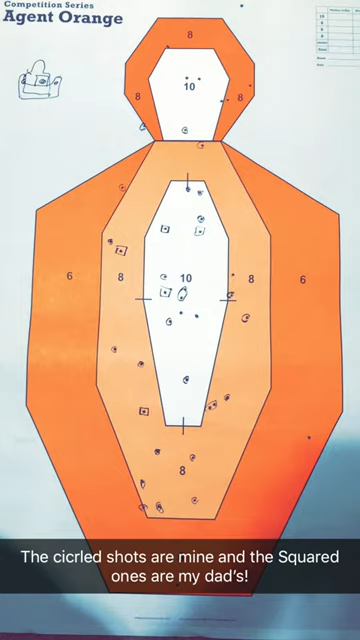 Competition Series
Agent Orange
8
10
8
8
6
8
10
8
6
8
The cicrled shots are mine and the Squared
ones are my dad's!